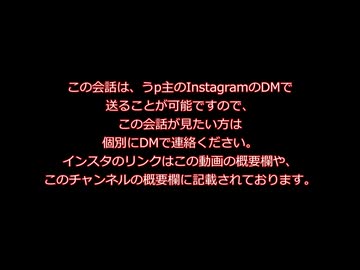 この会話は、うp主のInstagramのDMで
送ることが可能ですので、
この会話が見たい方は
個別にDMで連絡ください。
インスタのリンクはこの動画の概要欄や、
このチャンネルの概要欄に記載されております。